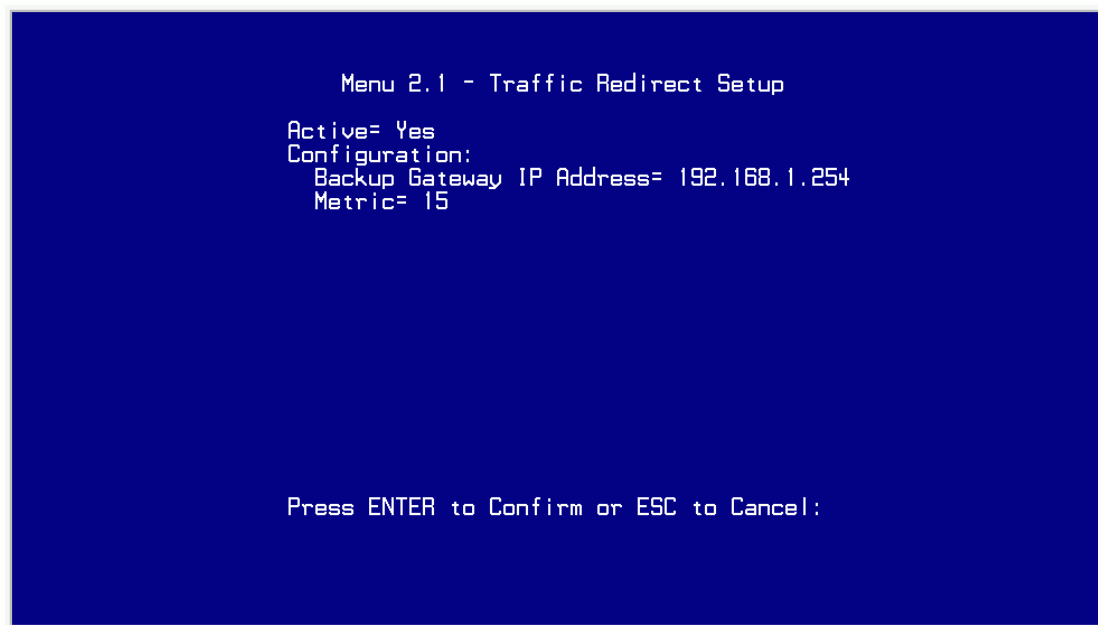 Menu 2.1 - Traffic Redirect Setup
Active= Yes
Configuration:
Backup Gateway IP Address= 192.168.1.254
Metric= 15
Press ENTER to Confirm or ESC to Cancel: